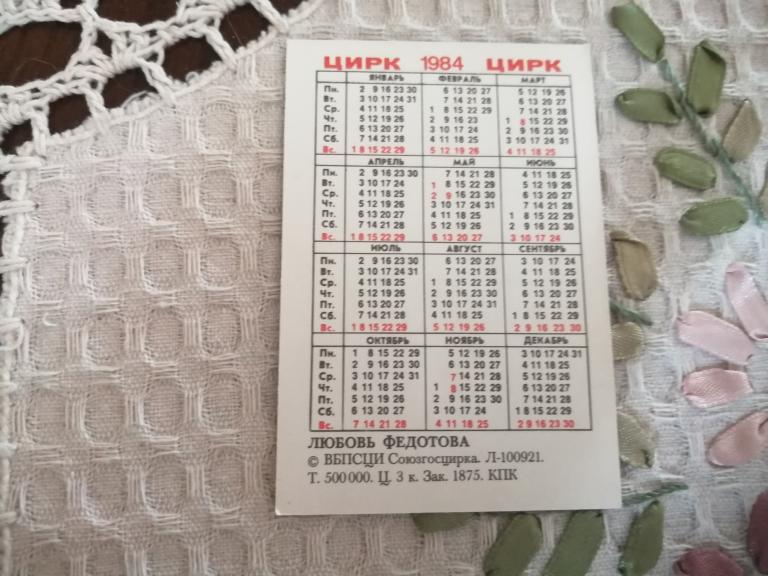 ЦИРК 1984 ЦИРК
ЯНВАРЬ ФЕВРАЛЬ МАРТ
Пн. 2 9 16 23 30 6 13 20 27 5 12 19 26
Вт. 3 10 17 24 31 7 14 21 28 6 13 20 27
Ср. 4 11 18 25 1 8 15 22 29 7 14 21 28
Чт. 5 12 19 26 2 9 16 23 1 8 15 22 29
Пт. 6 13 20 27 3 10 17 24 2 9 16 23 30
Сб. 7 14 21 28 4 11 18 25 3 10 17 24 31
Вс. 1 8 15 22 29 5 12 19 26 4 11 18 25
АПРЕЛЬ МАЙ ИЮНЬ
Пн. 2 9 16 23 30 7 14 21 28 4 11 18 25
Вт. 3 10 17 24 1 8 15 22 29 5 12 19 26
Ср. 4 11 18 25 2 9 16 23 30 6 13 20 27
Чт. 5 12 19 26 3 10 17 24 31 7 14 21 28
Пт. 6 13 20 27 4 11 18 25 1 8 15 22 29
Сб. 7 14 21 28 5 12 19 26 2 9 16 23 30
Вс. 1 8 15 22 29 6 13 20 27 3 10 17 24
ИЮЛЬ АВГУСТ СЕНТЯБРЬ
Пн. 2 9 16 23 30 6 13 20 27 3 10 17 24
Вт. 3 10 17 24 31 7 14 21 28 4 11 18 25
Ср. 4 11 18 25 1 8 15 22 29 5 12 19 26
Чт. 5 12 19 26 2 9 16 23 30 6 13 20 27
Пт. 6 13 20 27 3 10 17 24 31 7 14 21 28
Сб. 7 14 21 28 4 11 18 25 1 8 15 22 29
Вс. 1 8 15 22 29 5 12 19 26 2 9 16 23 30
ОКТЯБРЬ НОЯБРЬ ДЕКАБРЬ
Пн. 1 8 15 22 29 5 12 19 26 3 10 17 24 31
Вт. 2 9 16 23 30 6 13 20 27 4 11 18 25
Ср. 3 10 17 24 31 7 14 21 28 5 12 19 26
Чт. 4 11 18 25 1 8 15 22 29 6 13 20 27
Пт. 5 12 19 26 2 9 16 23 30 7 14 21 28
Сб. 6 13 20 27 3 10 17 24 1 8 15 22 29
Вс. 7 14 21 28 4 11 18 25 2 9 16 23 30
ЛЮБОВЬ ФЕДОТОВА
© ВБПСЦИ Союзгосцирка. Л-100921.
Т. 500 000. Ц. 3 к. Зак. 1875. КПК